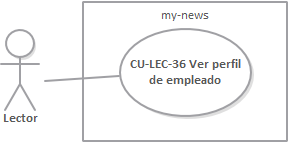 my-news
CU-LEC-36 Ver perfil
de empleado
Lector